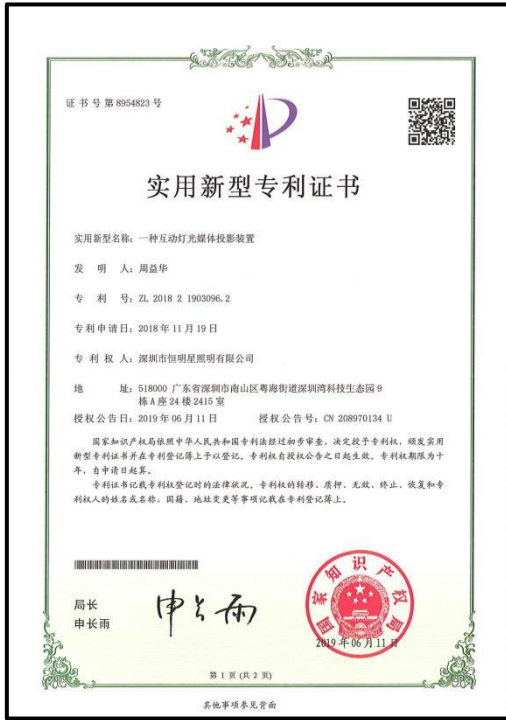 证书号第8954823号
实用新型专利证书
实用新型名称：一种互动灯光媒体投影装置
发明人：周益华
专利号：ZL 2018 2 1903096.2
专利申请日：2018年11月19日
专利权人：深圳市恒明星照明有限公司
地址：518000 广东省深圳市南山区粤海街道深圳湾科技生态园9
栋A座24楼2415室
授权公告日：2019年06月11日 授权公告号：CN 208970134 U
国家知识产权局依照中华人民共和国专利法经过初步审查，决定授予专利权，颁发实用
新型专利证书并在专利登记簿上予以登记。专利权自授权公告之日起生效。专利权期限为十
年，自申请日起算。
专利证书记载专利权登记时的法律状况。专利权的转移、质押、无效、终止、恢复和专
利权人的姓名或名称、国籍、地址变更等事项记载在专利登记簿上。
局长
申长雨
申长雨
国家知识产权局
2019年06月11日
第 1 页 (共 2 页)
其他事项参见背面